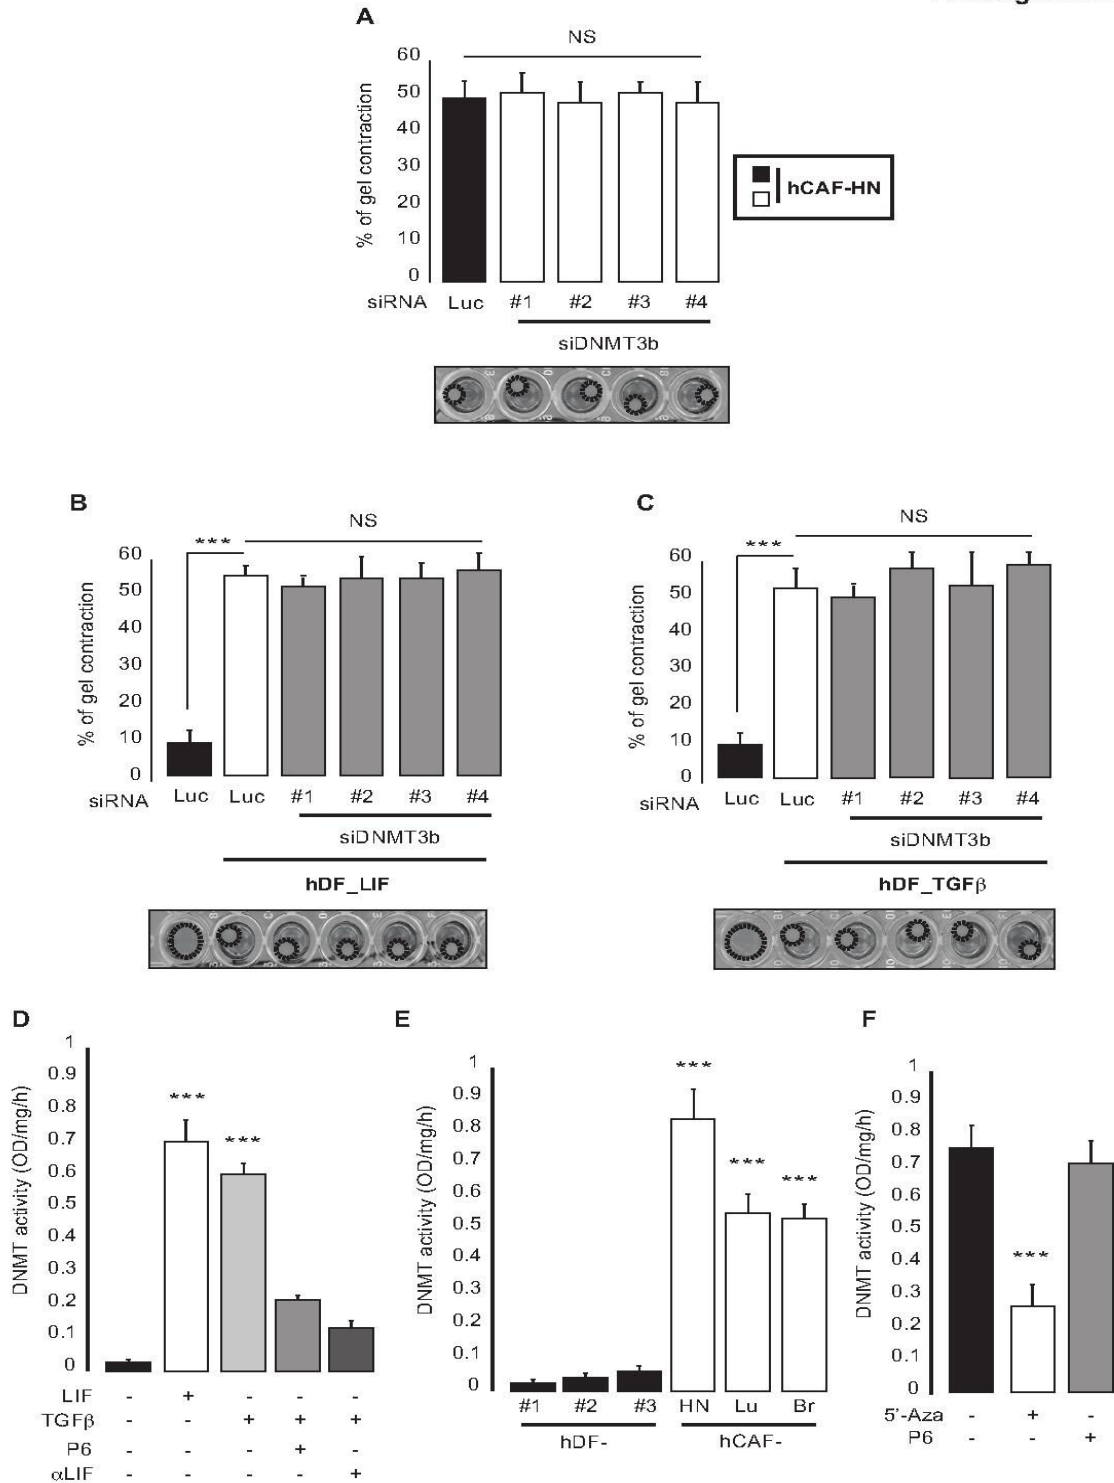 A
NS
60
50
40
30
20
10
0
% of gel contraction
hCAF-HN
siRNA Luc #1 #2 #3 #4
siDNMT3b
B
NS
***
60
50
40
30
20
10
0
% of gel contraction
siRNA Luc Luc #1 #2 #3 #4
siDNMT3b
hDF_LIF
C
NS
***
60
50
40
30
20
10
0
% of gel contraction
siRNA Luc Luc #1 #2 #3 #4
siDNMT3b
hDF_TGFβ
D
1
0.9
0.8
0.7
0.6
0.5
0.4
0.3
0.2
0.1
0
DNMT activity (OD/mg/h)
***
***
LIF - + - - -
TGFβ - - + + +
P6 - - - + -
αLIF - - - - +
E
1
0.9
0.8
0.7
0.6
0.5
0.4
0.3
0.2
0.1
0
DNMT activity (OD/mg/h)
***
***
***
#1 #2 #3 HN Lu Br
hDF- hCAF-
F
1
0.9
0.8
0.7
0.6
0.5
0.4
0.3
0.2
0.1
0
DNMT activity (OD/mg/h)
***
5'-Aza - + -
P6 - - +